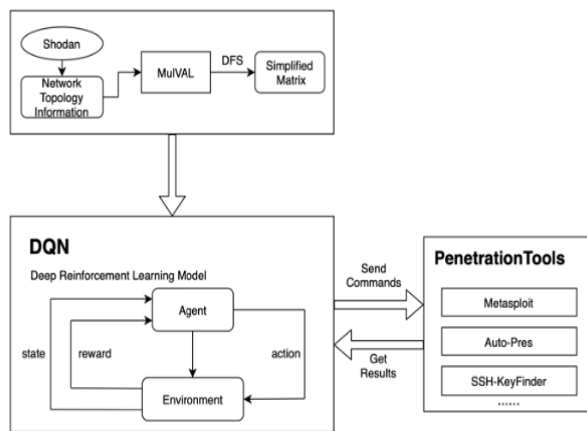 Shodan
Network
Topology
Information
MulVAL
DFS
Simplified
Matrix
DQN
Deep Reinforcement Learning Model
Agent
state
reward
action
Environment
Send
Commands
Get
Results
PenetrationTools
Metasploit
Auto-Pres
SSH-KeyFinder
......